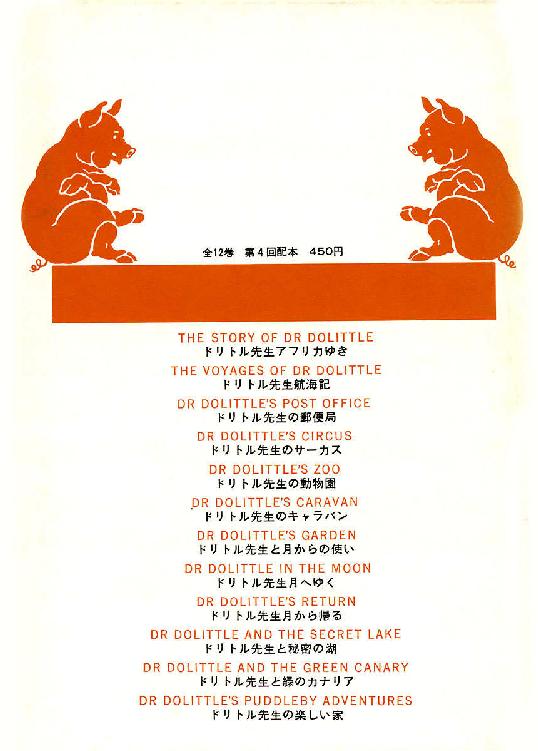 全12巻 第4回配本 450円
THE STORY OF DR DOLITTLE
ドリトル先生アフリカゆき
THE VOYAGES OF DR DOLITTLE
ドリトル先生航海記
DR DOLITTLE'S POST OFFICE
ドリトル先生の郵便局
DR DOLITTLE'S CIRCUS
ドリトル先生のサーカス
DR DOLITTLE'S ZOO
ドリトル先生の動物園
DR DOLITTLE'S CARAVAN
ドリトル先生のキャラバン
DR DOLITTLE'S GARDEN
ドリトル先生と月からの使い
DR DOLITTLE IN THE MOON
ドリトル先生月へゆく
DR DOLITTLE'S RETURN
ドリトル先生月から帰る
DR DOLITTLE AND THE SECRET LAKE
ドリトル先生と秘密の湖
DR DOLITTLE AND THE GREEN CANARY
ドリトル先生と緑のカナリア
DR DOLITTLE'S PUDDLEBY ADVENTURES
ドリトル先生の楽しい家